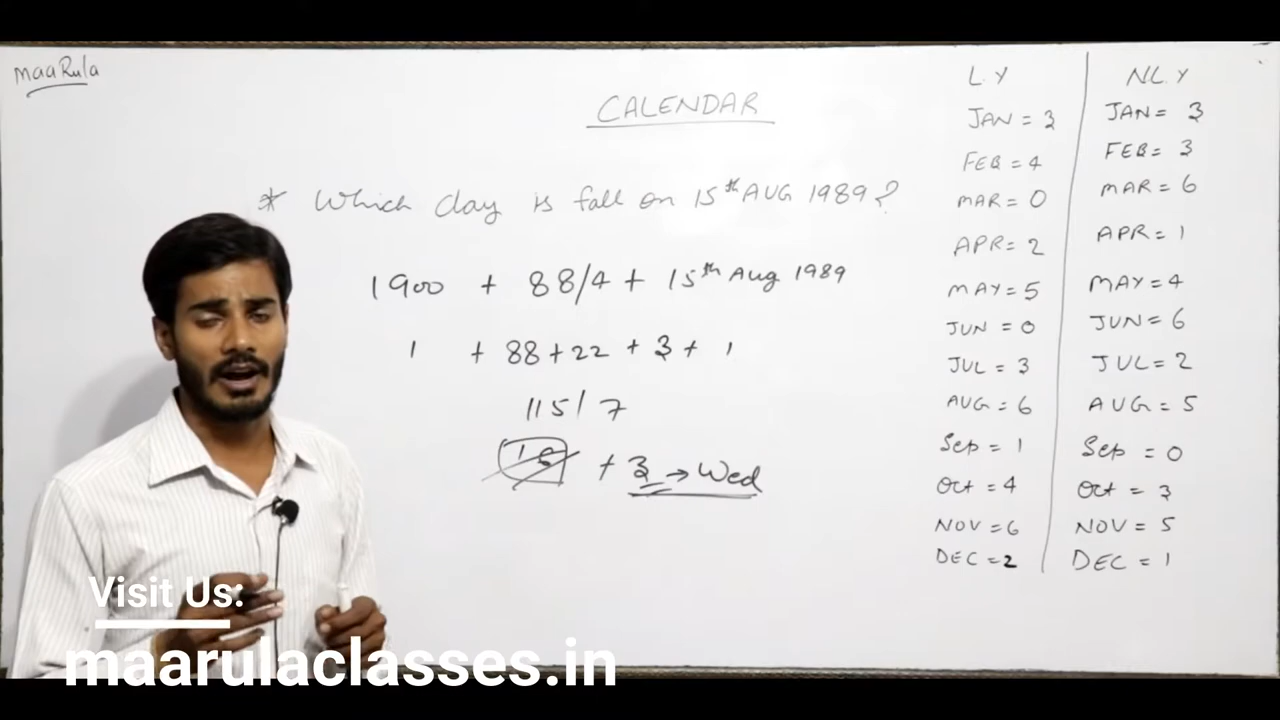 maaRula
CALENDAR
* Which day is fall on 15th AUG 1989?
1900 + 88/4 + 15th Aug 1989
1 + 88 + 22 + 3 + 1
115/7
+ 3 → Wed
L.Y
JAN = 3
FEB = 4
MAR = 0
APR = 2
MAY = 5
JUN = 0
JUL = 3
AUG = 6
Sep = 1
Oct = 4
NOV = 6
DEC = 2
NL.Y
JAN = 3
FEB = 3
MAR = 6
APR = 1
MAY = 4
JUN = 6
JUL = 2
AUG = 5
Sep = 0
Oct = 3
NOV = 5
DEC = 1
Visit Us:
maarulaclasses.in